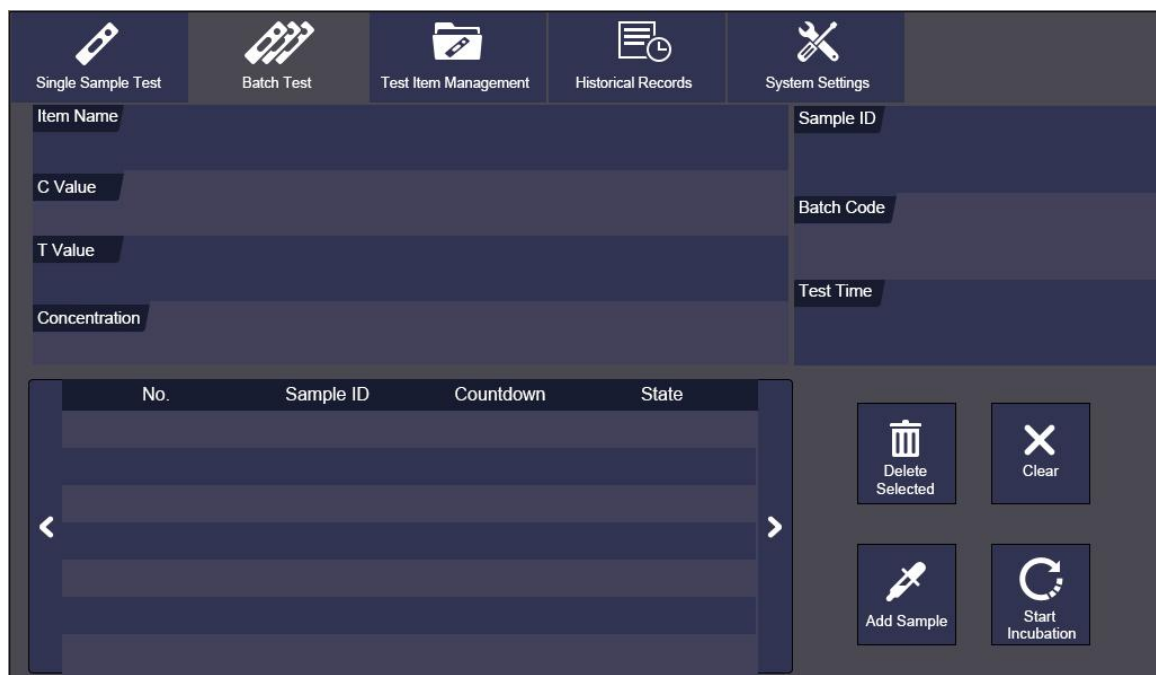 Single Sample Test
Batch Test
Test Item Management
Historical Records
System Settings
Item Name
Sample ID
C Value
Batch Code
T Value
Test Time
Concentration
No. Sample ID Countdown State
Delete
Selected
Clear
Add Sample
Start
Incubation